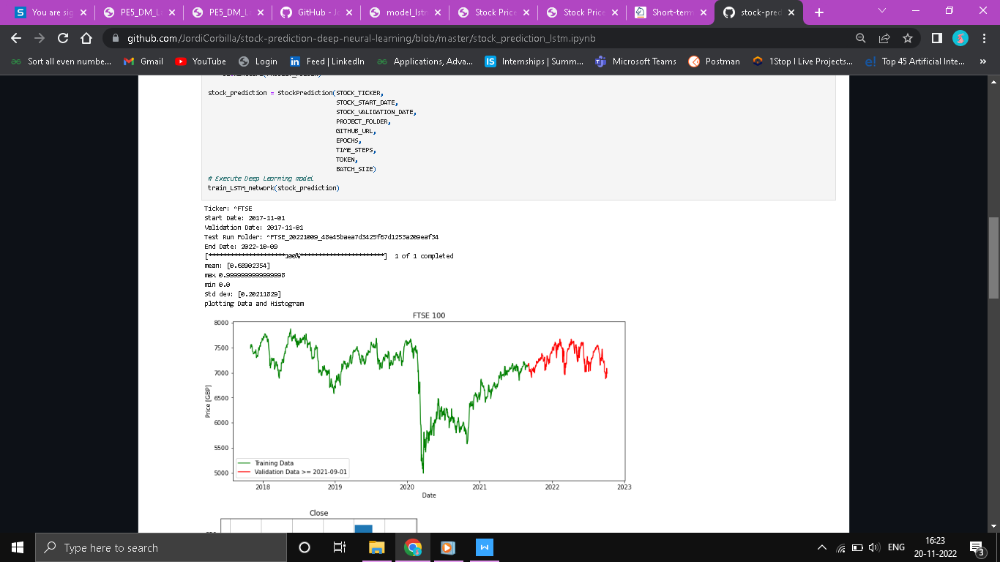 You are sig
PE5_DM_L
PE5_DM_L
GitHub - Jo
model_lstm
Stock Price
Stock Price
Short-term
stock-pred
github.com/JordiCorbilla/stock-prediction-deep-neural-learning/blob/master/stock_prediction_lstm.ipynb
Sort all even numbe...
Gmail
YouTube
Login
Feed | LinkedIn
Applications, Adva...
IS Internships | Summ...
Microsoft Teams
Postman
1Stop I Live Projects...
Top 45 Artificial Inte...
»
stock_prediction = StockPrediction(STOCK_TICKER,
STOCK_START_DATE,
STOCK_VALIDATION_DATE,
PROJECT_FOLDER,
GITHUB_URL,
EPOCHS,
TIME_STEPS,
TOKEN,
BATCH_SIZE)
# Execute Deep Learning model
train_LSTM_network(stock_prediction)
Ticker: ^FTSE
Start Date: 2017-11-01
Validation Date: 2017-11-01
Test Run Folder: ^FTSE_20221009_48e45baea7d3425f67d1253a209eaf34
End Date: 2022-10-09
[*********************100%***********************]  1 of 1 completed
mean: [0.68902354]
max 0.9999999999999998
min 0.0
Std dev: [0.20211829]
plotting Data and Histogram
FTSE 100
8000
7500
7000
6500
6000
5500
5000
Price [GBP]
Training Data
Validation Data >= 2021-09-01
2018 2019 2020 2021 2022 2023
Date
Close
Type here to search
ENG
16:23
20-11-2022
3